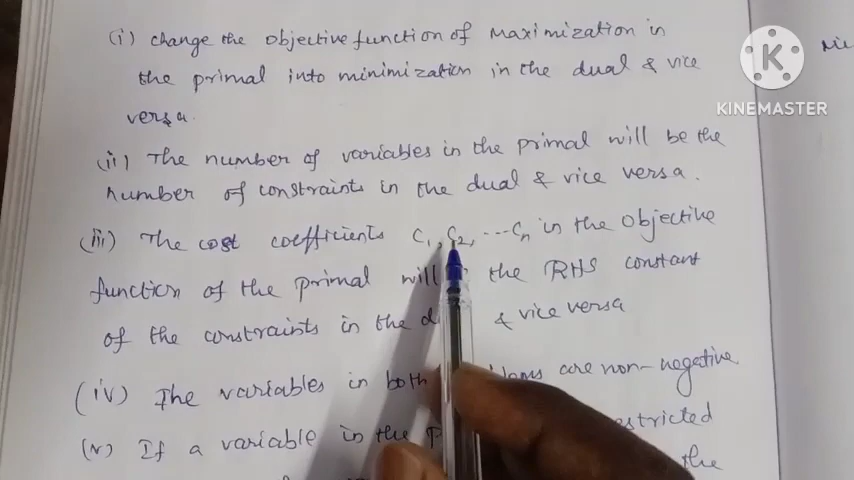 (i) change the objective function of Maximization in
the primal into minimization in the dual & vice
versa.
(ii) The number of variables in the primal will be the
number of constraints in the dual & vice versa.
(iii) The cost coefficients C1, C2, ... Cn in the objective
function of the primal will the RHS constant
of the constraints in the & vice versa
(iv) The variables in both are non-negative
(v) If a variable in the
the
K
KINEMASTER